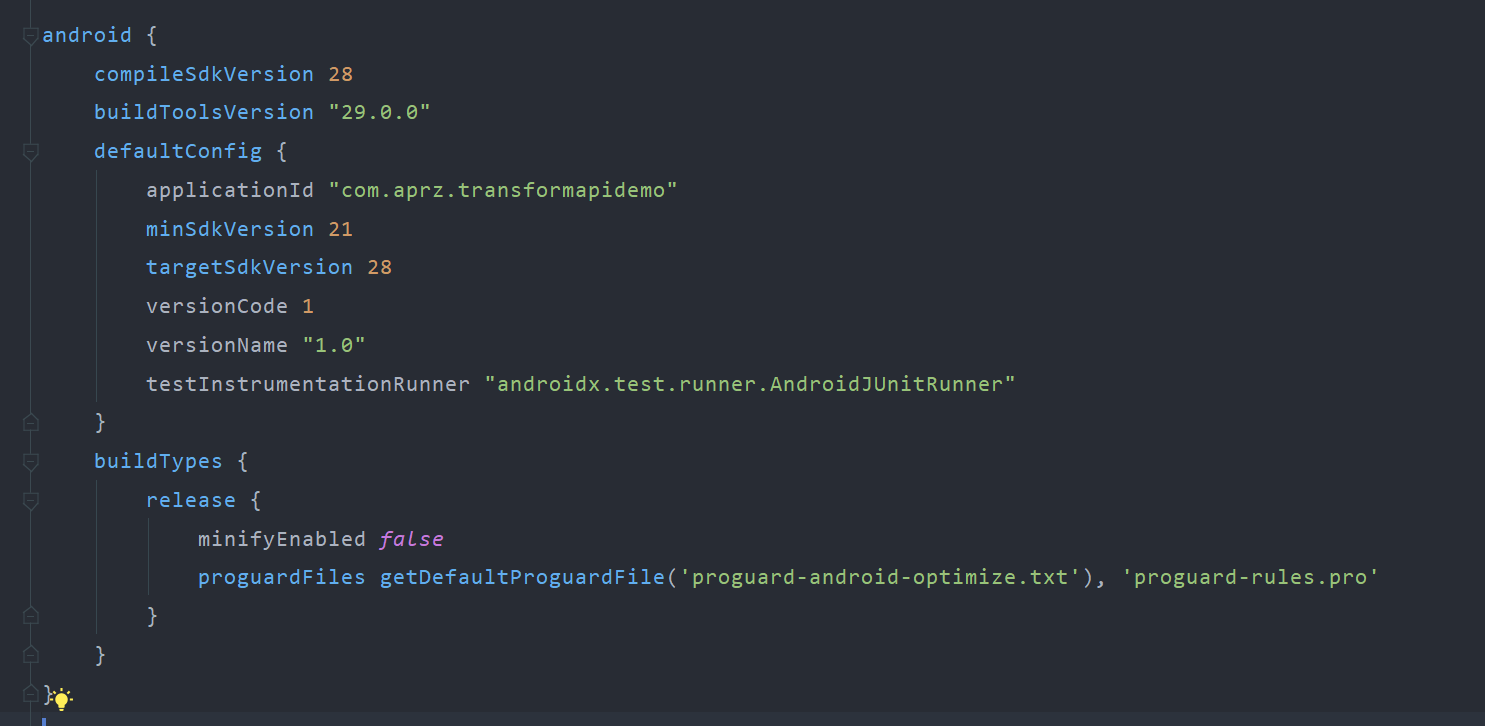 android {
    compileSdkVersion 28
    buildToolsVersion "29.0.0"
    defaultConfig {
        applicationId "com.aprz.transformapidemo"
        minSdkVersion 21
        targetSdkVersion 28
        versionCode 1
        versionName "1.0"
        testInstrumentationRunner "androidx.test.runner.AndroidJUnitRunner"
    }
    buildTypes {
        release {
            minifyEnabled false
            proguardFiles getDefaultProguardFile('proguard-android-optimize.txt'), 'proguard-rules.pro'
        }
    }
}